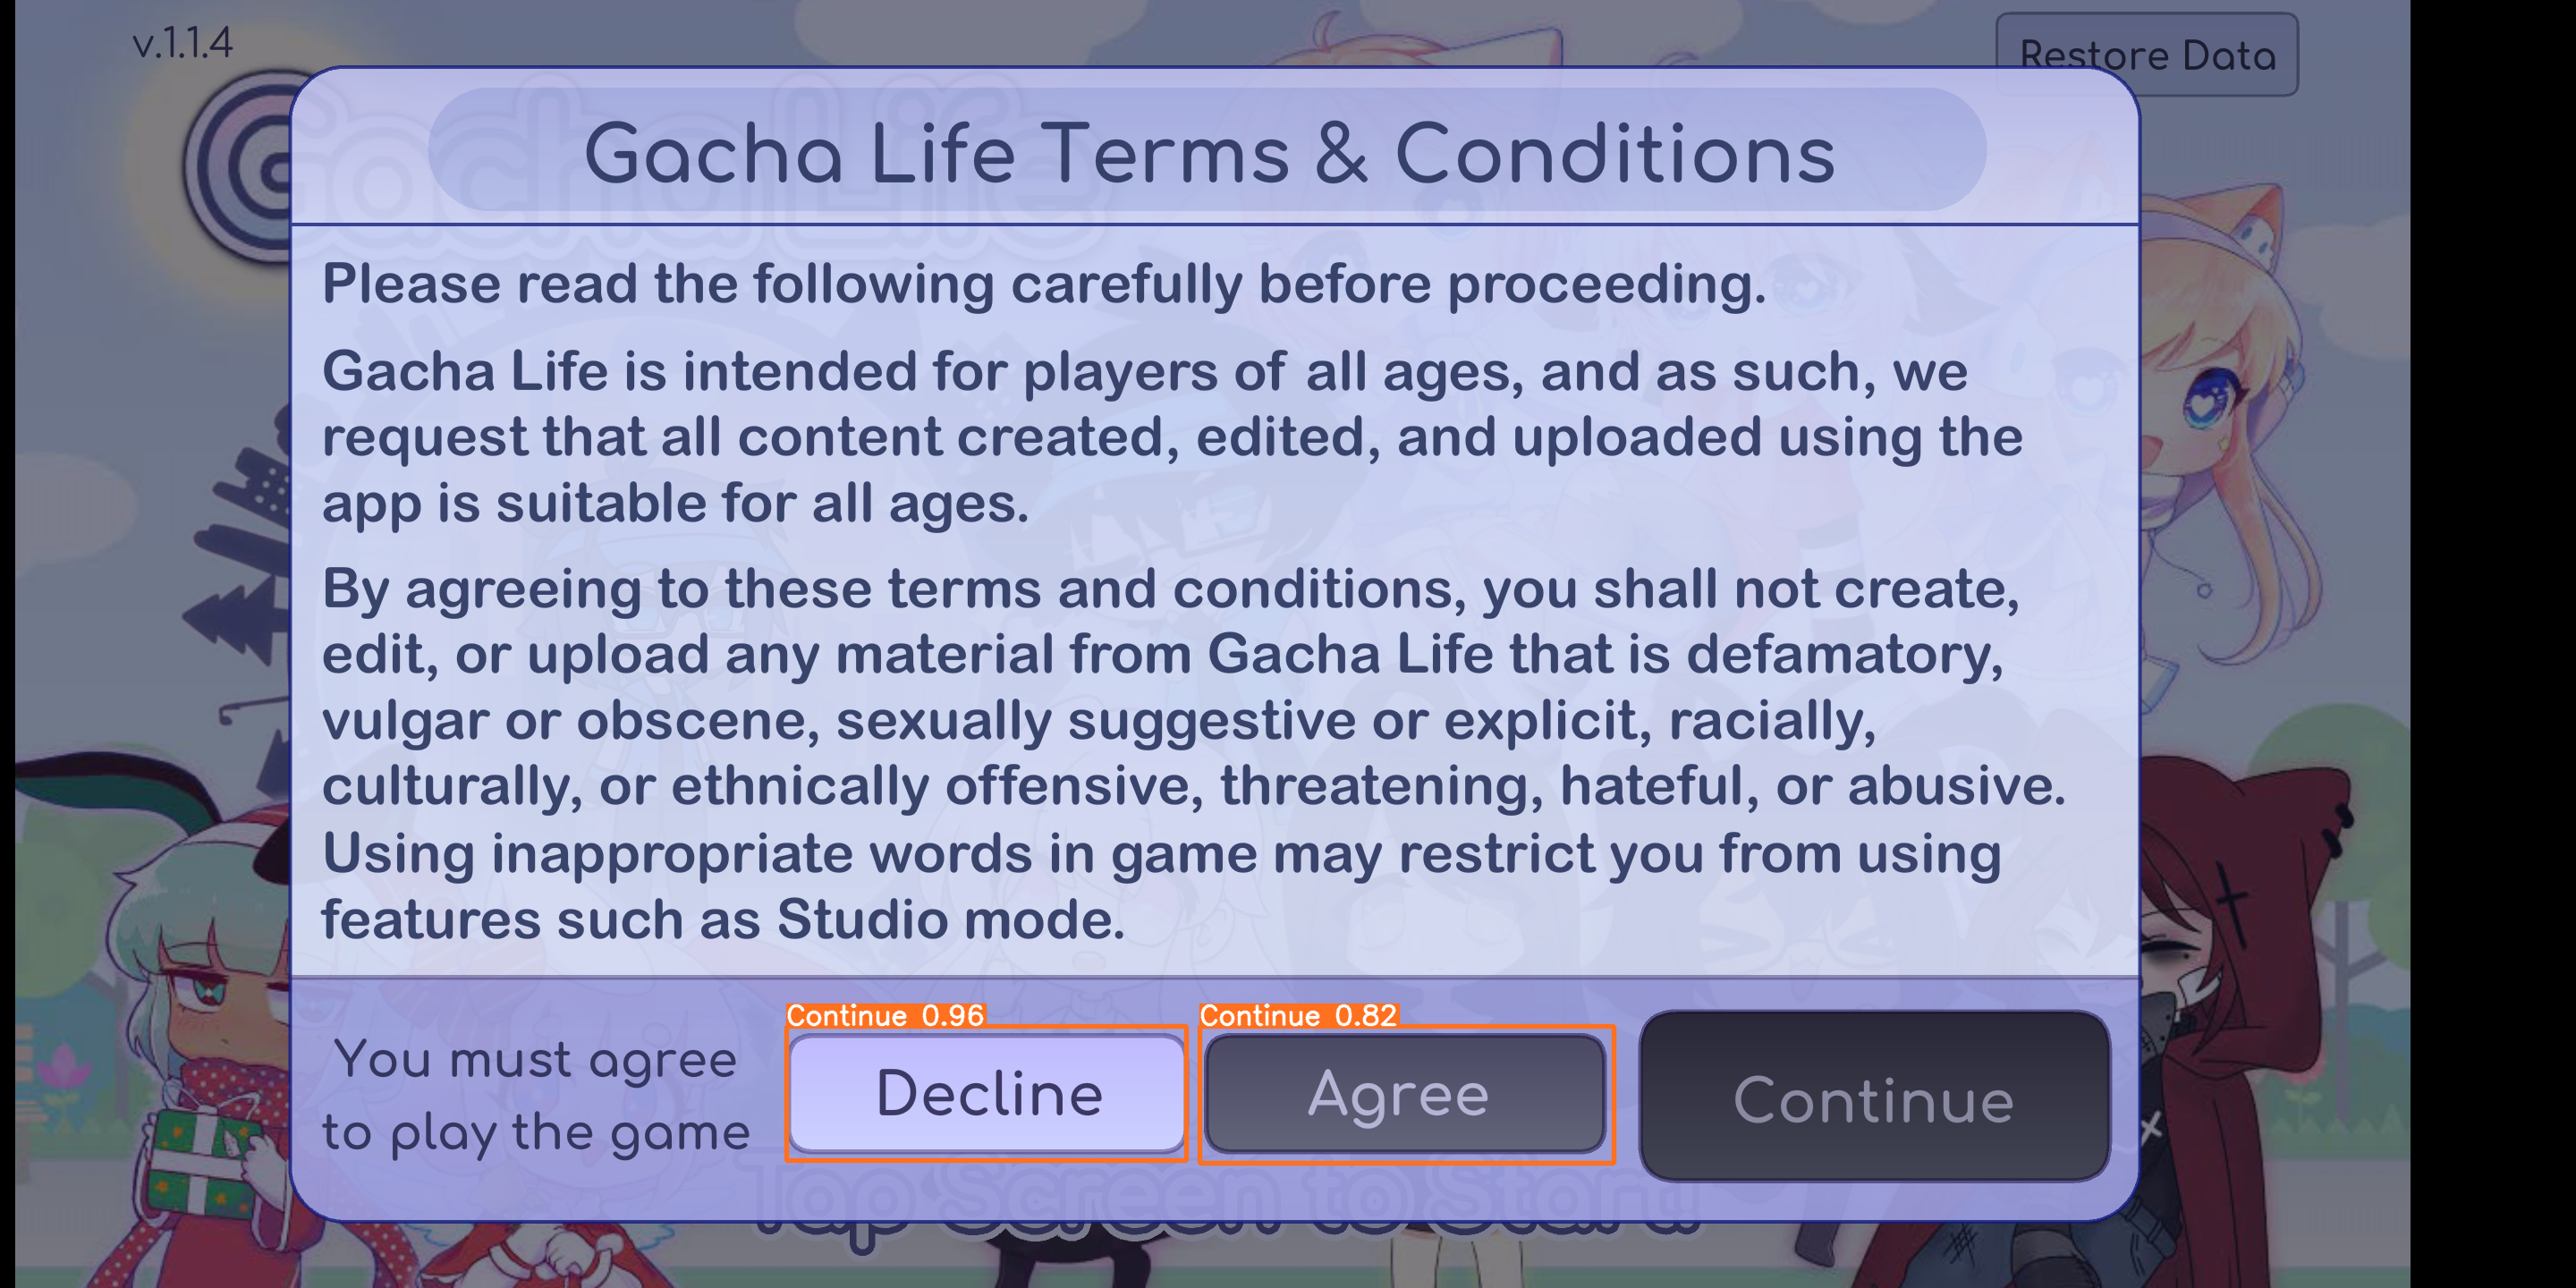 v.1.1.4
Restore Data
Gacha Life
Gacha Life Terms & Conditions
Please read the following carefully before proceeding.
Gacha Life is intended for players of all ages, and as such, we
request that all content created, edited, and uploaded using the
app is suitable for all ages.
By agreeing to these terms and conditions, you shall not create,
edit, or upload any material from Gacha Life that is defamatory,
vulgar or obscene, sexually suggestive or explicit, racially,
culturally, or ethnically offensive, threatening, hateful, or abusive.
Using inappropriate words in game may restrict you from using
features such as Studio mode.
Continue 0.96
Continue 0.82
You must agree
to play the game
Decline
Agree
Continue
Tap Screen to Start!